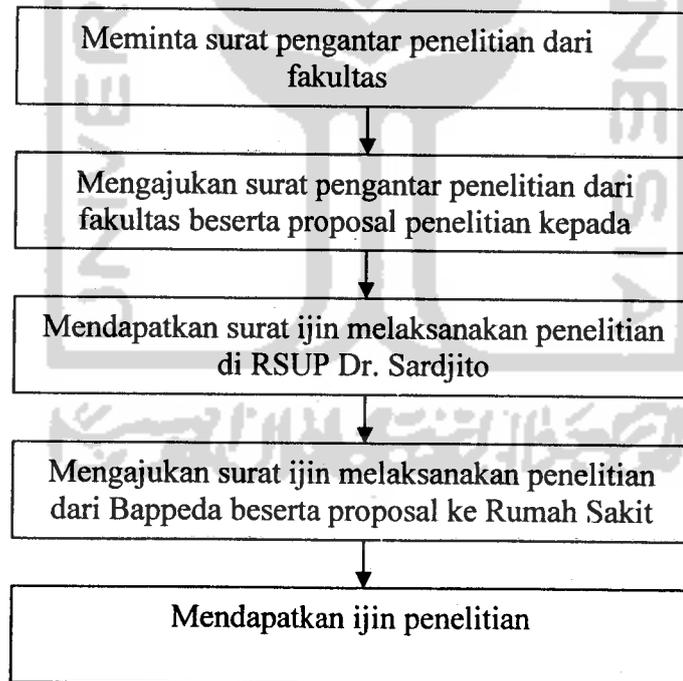 Meminta surat pengantar penelitian dari
fakultas
Mengajukan surat pengantar penelitian dari
fakultas beserta proposal penelitian kepada
Mendapatkan surat ijin melaksanakan penelitian
di RSUP Dr. Sardjito
Mengajukan surat ijin melaksanakan penelitian
dari Bappeda beserta proposal ke Rumah Sakit
Mendapatkan ijin penelitian